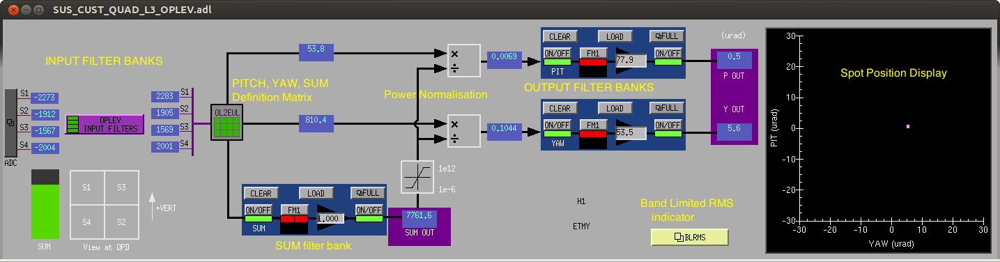 SUS_CUST_QUAD_L3_OPLEV.adl
INPUT FILTER BANKS
S1
-2273
S2
-1912
S3
-1567
S4
-2004
ADC
OPLEV
INPUT FILTERS
2283
S1
1905
S2
1569
S3
2001
S4
OL2EUL
PITCH, YAW, SUM
Definition Matrix
53.8
810.4
Power Normalisation
×
÷
×
÷
0.0069
0.1044
CLEAR
LOAD
FULL
ON/OFF
FM1
77.9
ON/OFF
PIT
OUTPUT FILTER BANKS
CLEAR
LOAD
FULL
ON/OFF
FM1
53.5
ON/OFF
YAW
(urad)
0.5
P OUT
Y OUT
5.6
SUM
S1
S3
S4
S2
View at QPD
+VERT
CLEAR
LOAD
FULL
ON/OFF
FM1
1.000
ON/OFF
SUM
SUM filter bank
7761.6
SUM OUT
1e12
1e-6
H1
ETMY
Band Limited RMS
indicator
BLRMS
Spot Position Display
PIT (urad)
30
20
10
0
-10
-20
-30
-30
-20
-10
0
10
20
30
YAW (urad)